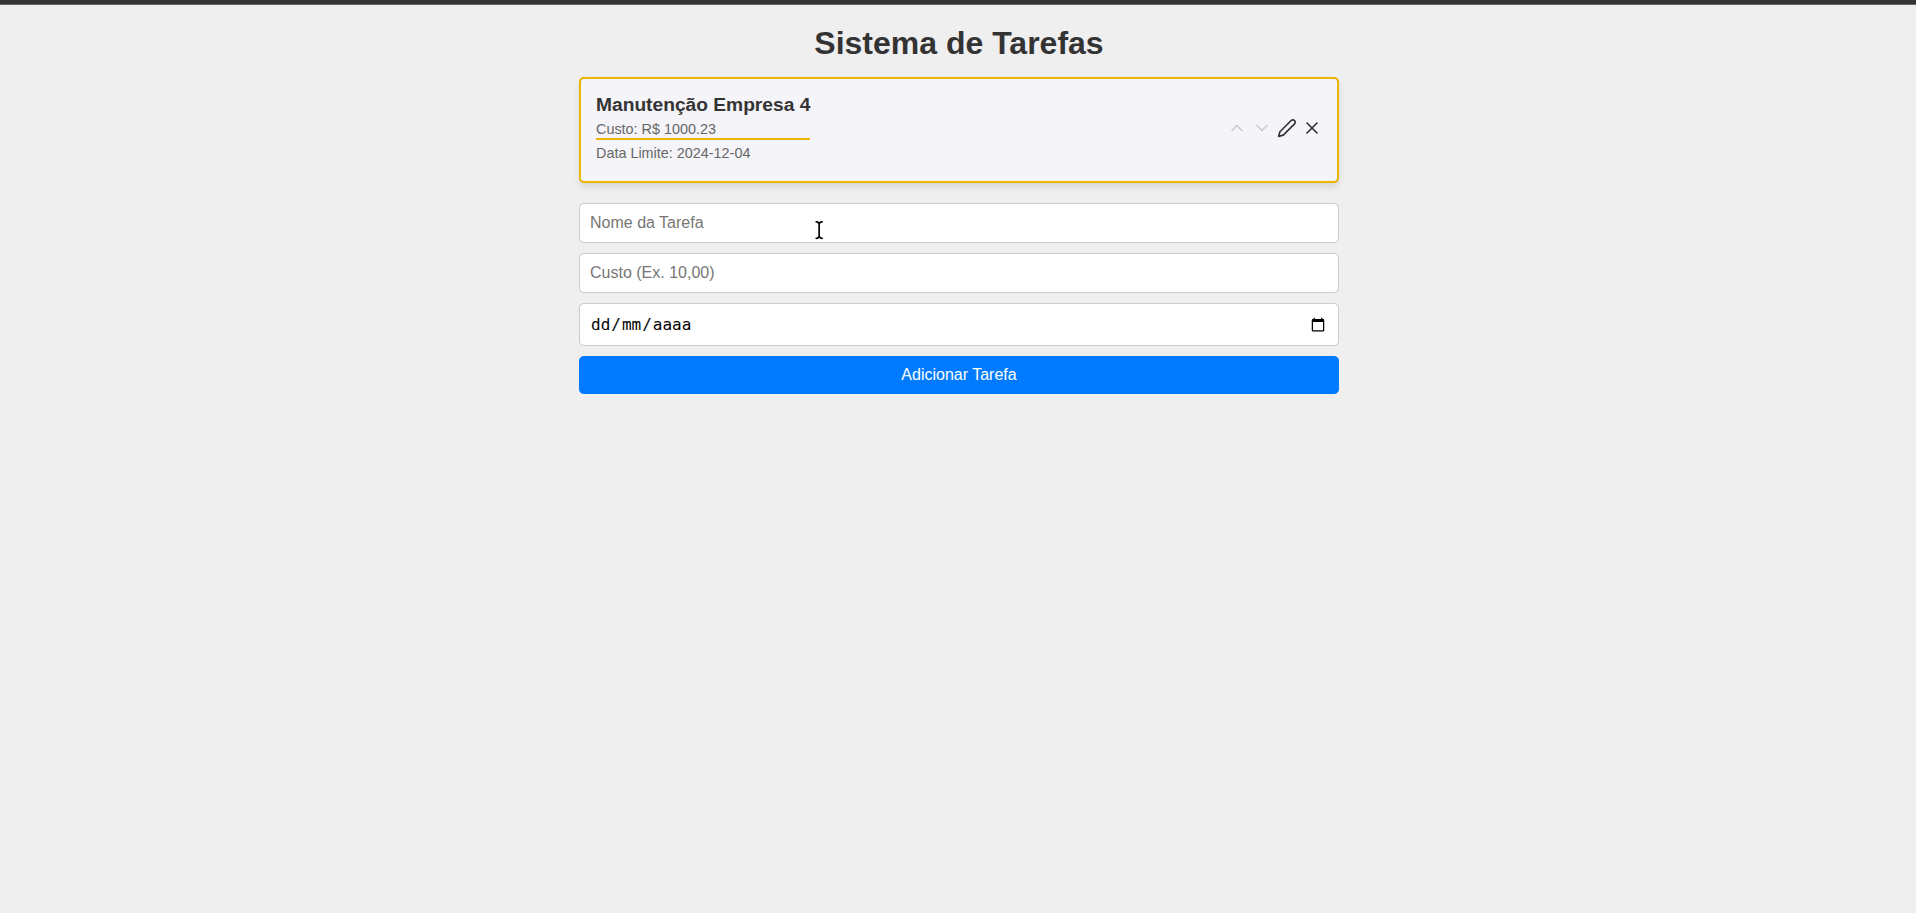 Sistema de Tarefas
Manutenção Empresa 4
Custo: R$ 1000.23
Data Limite: 2024-12-04
Nome da Tarefa
Custo (Ex. 10,00)
dd/mm/aaaa
Adicionar Tarefa